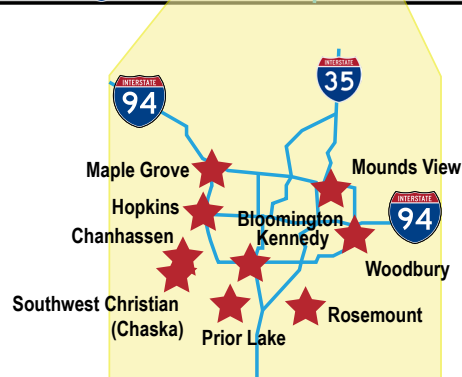 INTERSTATE
35
INTERSTATE
94
Maple Grove
Mounds View
Hopkins
Bloomington
Kennedy
INTERSTATE
94
Chanhassen
Woodbury
Southwest Christian
(Chaska)
Prior Lake
Rosemount